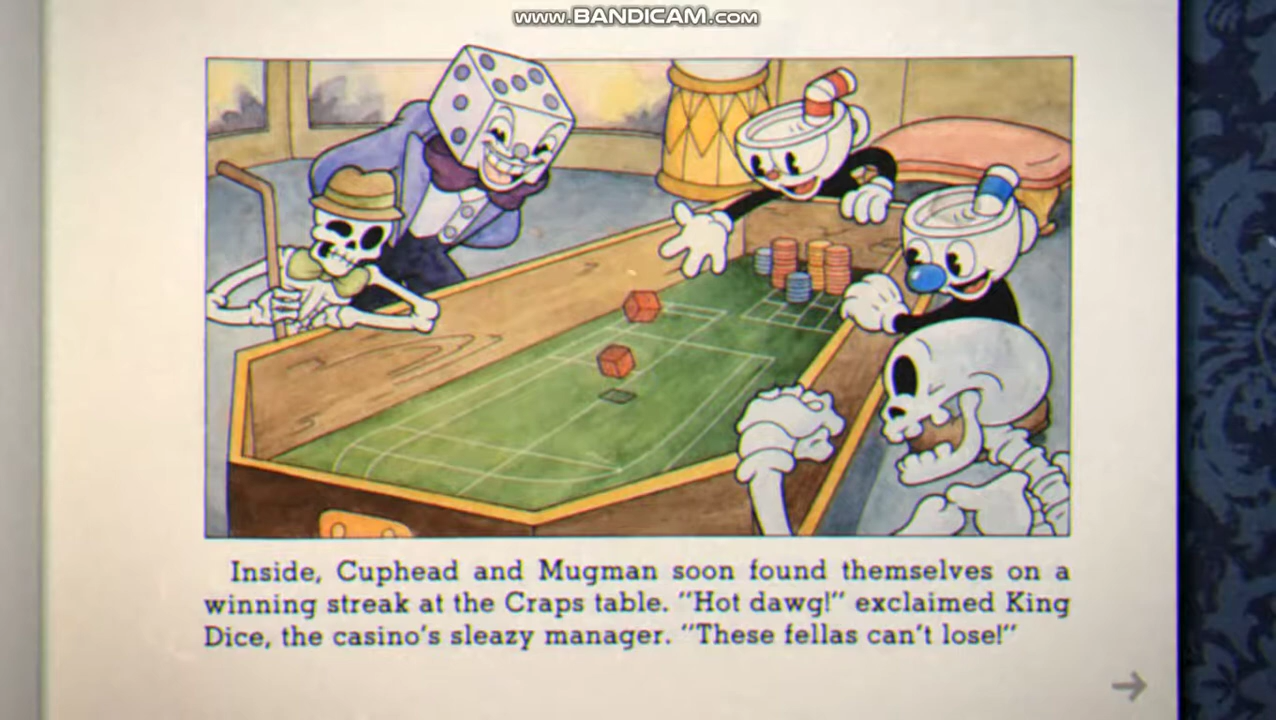 www.BANDICAM.com
Inside, Cuphead and Mugman soon found themselves on a
winning streak at the Craps table. "Hot dawg!" exclaimed King
Dice, the casino's sleazy manager. "These fellas can't lose!"